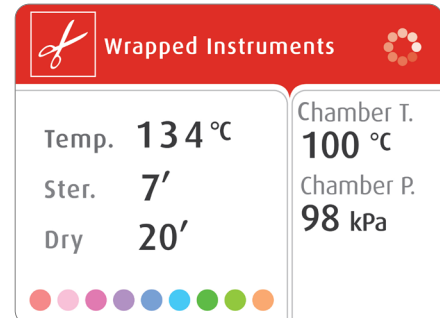 Wrapped Instruments
Temp. 134 °C
Ster. 7′
Dry 20′
Chamber T.
100 °C
Chamber P.
98 kPa